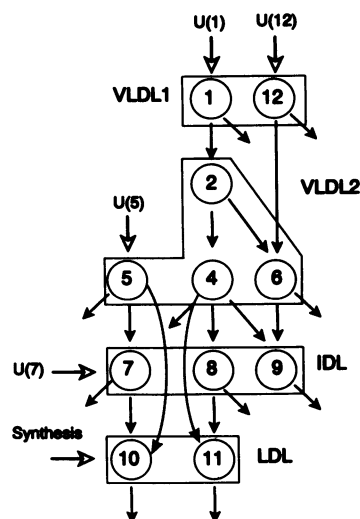 U(1) U(12)
VLDL1 1 12
2 VLDL2
U(5)
5 4 6
U(7) 7 8 9 IDL
Synthesis
10 11 LDL